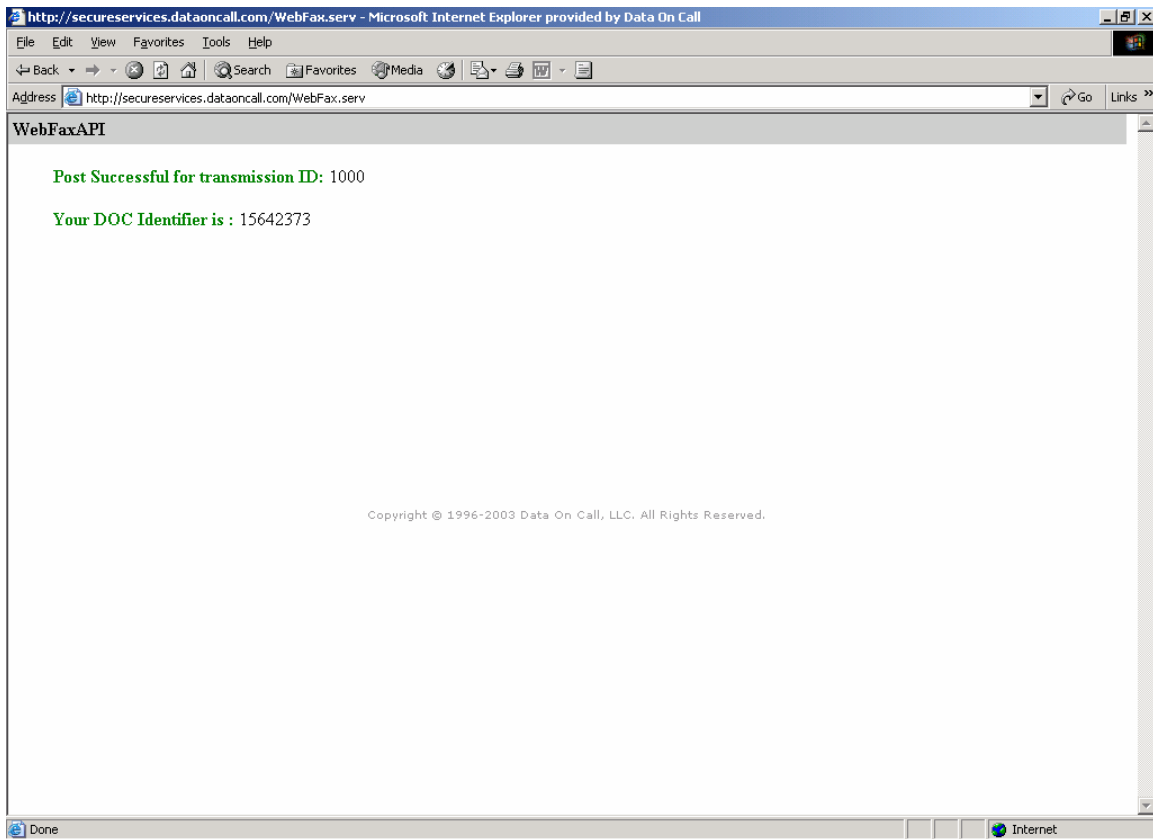 http://secureservices.dataoncall.com/WebFax.serv - Microsoft Internet Explorer provided by Data On Call
File Edit View Favorites Tools Help
Back Search Favorites Media
Address http://secureservices.dataoncall.com/WebFax.serv Go Links »
WebFaxAPI
Post Successful for transmission ID: 1000
Your DOC Identifier is : 15642373
Copyright © 1996-2003 Data On Call, LLC. All Rights Reserved.
Done Internet